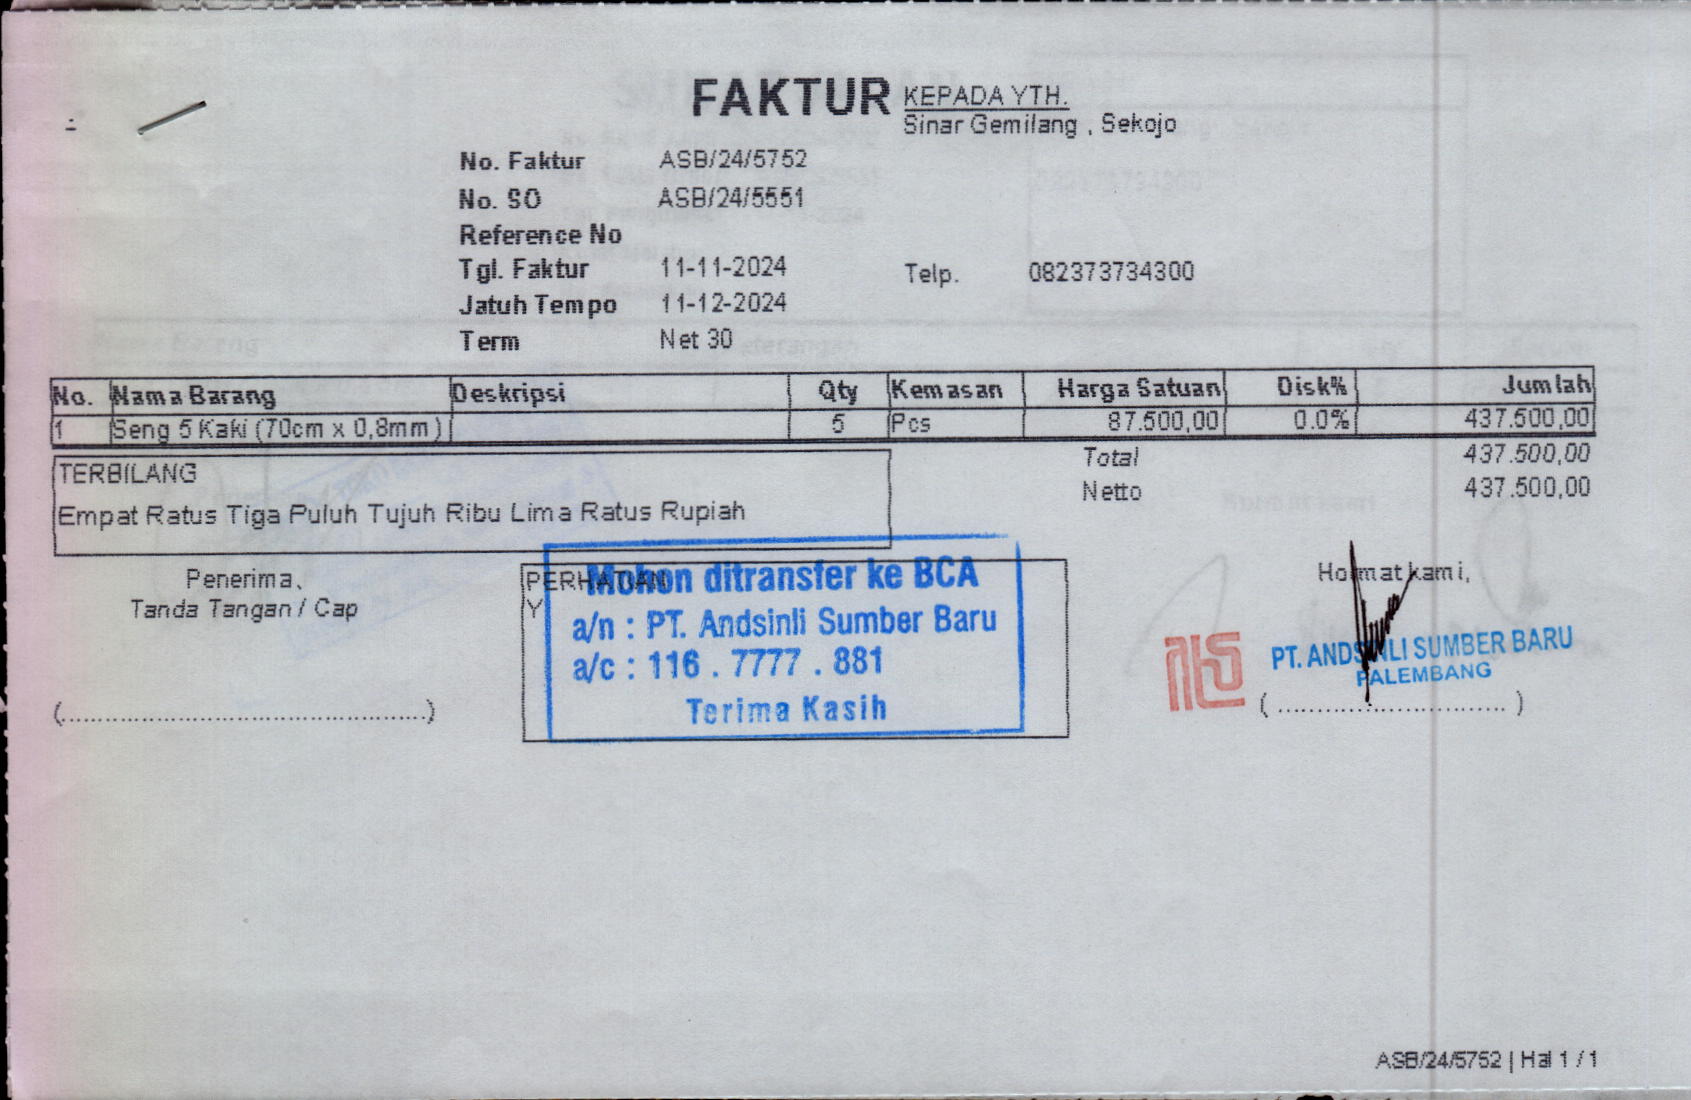 FAKTUR
KEPADA YTH.
Sinar Gemilang , Sekojo
No. Faktur ASB/24/5752
No. SO ASB/24/5551
Reference No
Tgl. Faktur 11-11-2024
Telp. 082373734300
Jatuh Tempo 11-12-2024
Term Net 30
No. Nama Barang Deskripsi Qty Kemasan Harga Satuan Disk% Jumlah
1 Seng 5 Kaki (70cm x 0,8mm) 5 Pcs 87.500,00 0.0% 437.500,00
Total 437.500,00
Netto 437.500,00
TERBILANG
Empat Ratus Tiga Puluh Tujuh Ribu Lima Ratus Rupiah
Penerima,
Tanda Tangan / Cap
(.............................................)
PERHATIAN
Y
Mohon ditransfer ke BCA
a/n : PT. Andsinli Sumber Baru
a/c : 116 . 7777 . 881
Terima Kasih
Hormat kami,
PT. ANDSINLI SUMBER BARU
PALEMBANG
( ............................ )
ASB/24/5752 | Hal 1 / 1